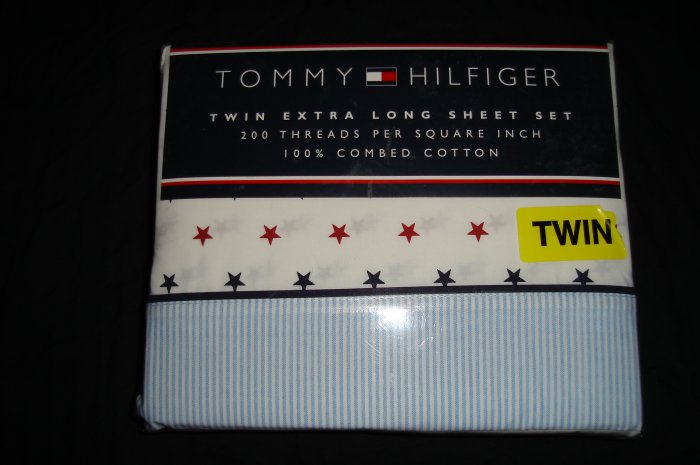 TOMMY HILFIGER
TWIN EXTRA LONG SHEET SET
200 THREADS PER SQUARE INCH
100% COMBED COTTON
TWIN